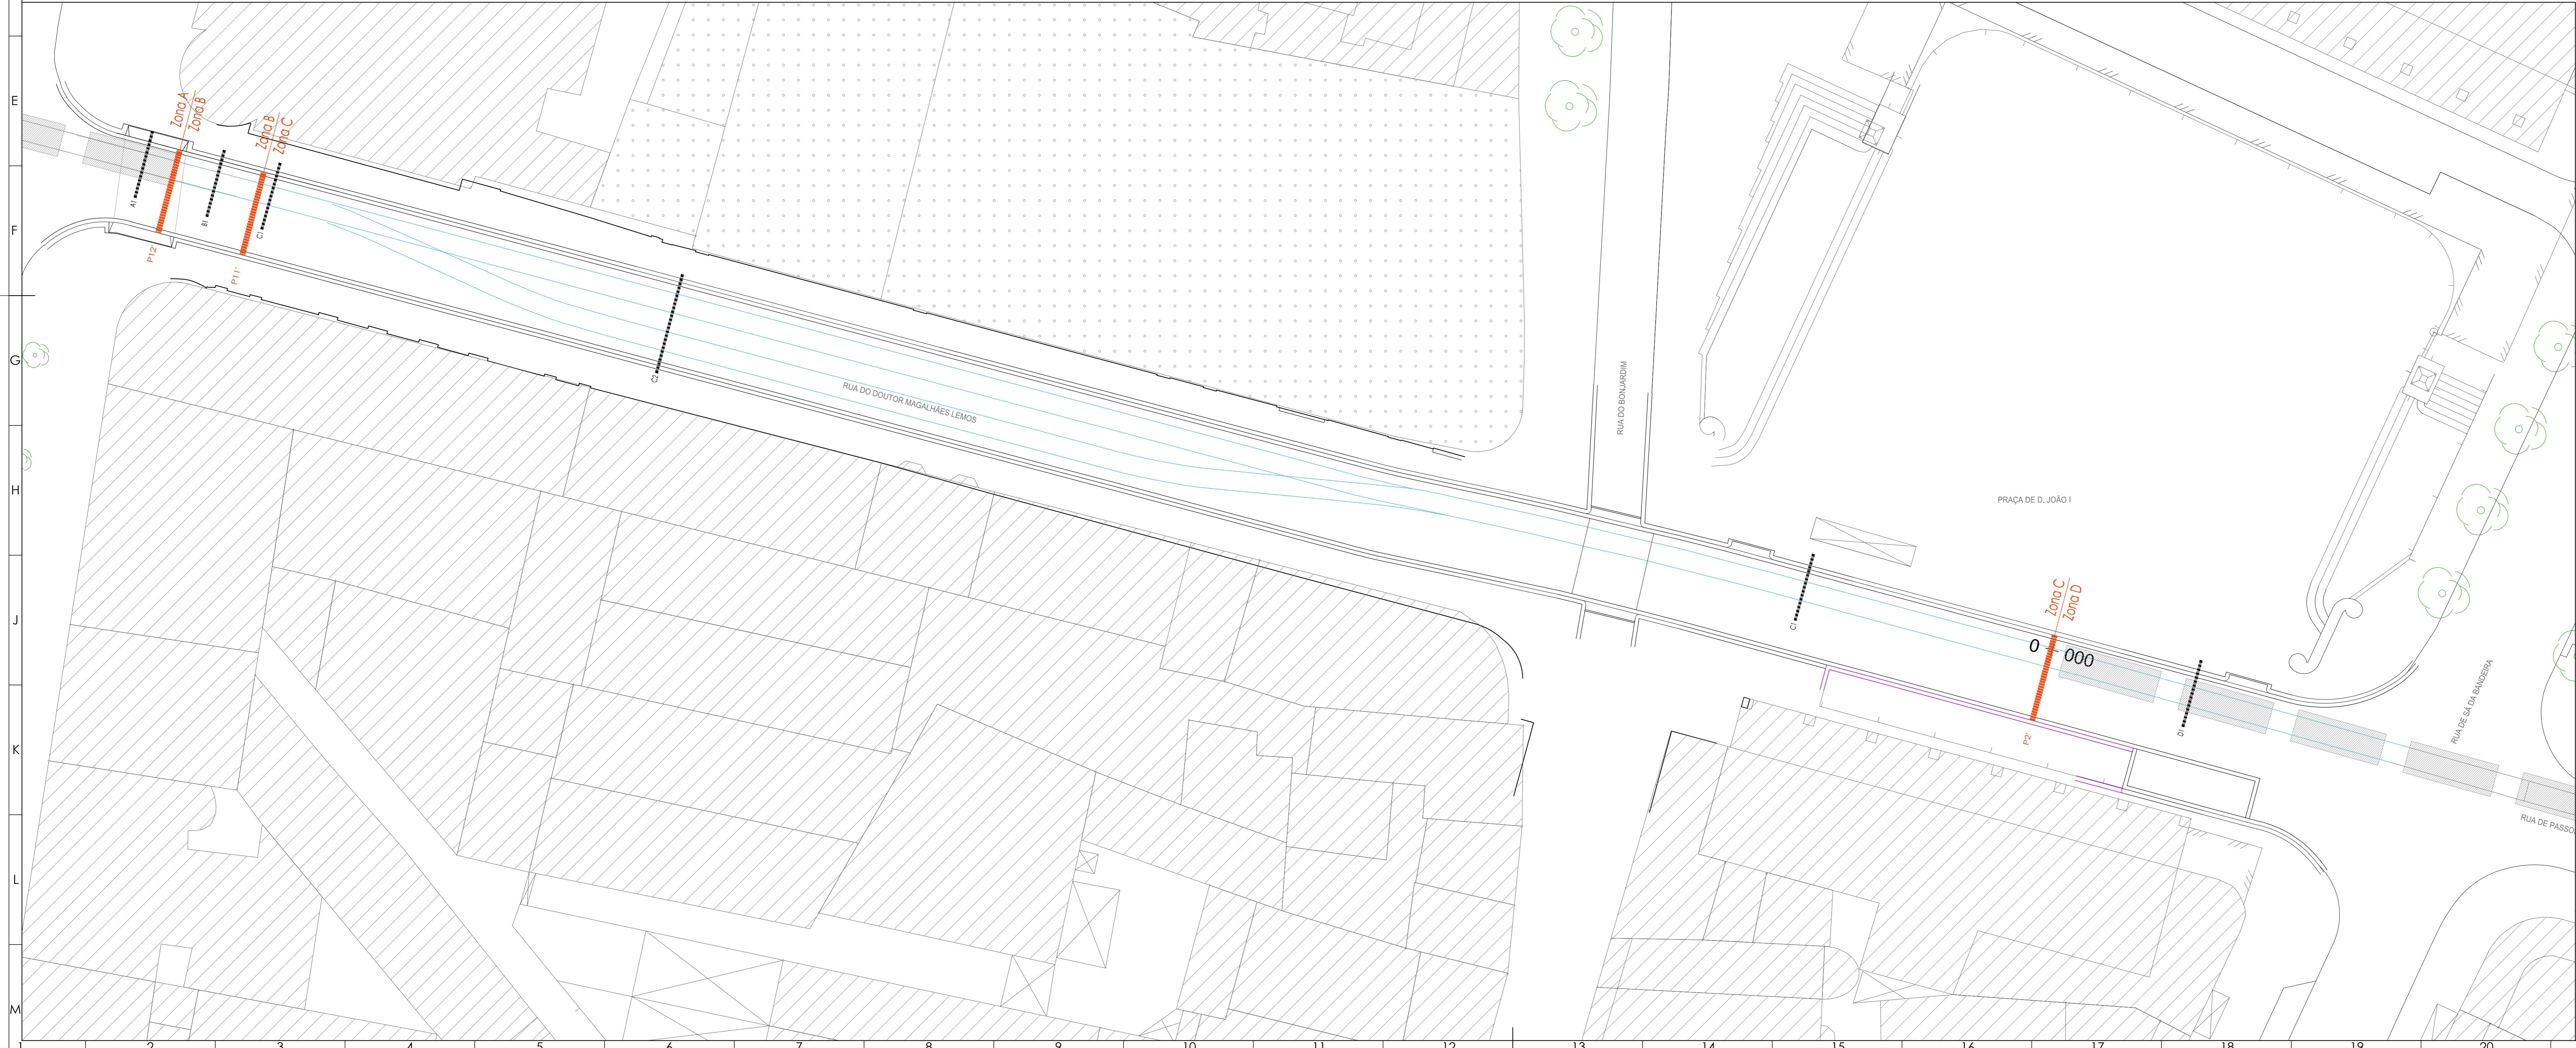 E
F
G
H
J
K
L
M
Zona A
Zona B
Zona B
Zona C
A1
B1
C1
P12'
P11'
C2
RUA DO DOUTOR MAGALHÃES LEMOS
RUA DO BONJARDIM
PRAÇA DE D. JOÃO I
C1
Zona C
Zona D
0 000
P2'
D1
RUA DE SÁ DA BANDEIRA
RUA DE PASSO
1 2 3 4 5 6 7 8 9 10 11 12 13 14 15 16 17 18 19 20